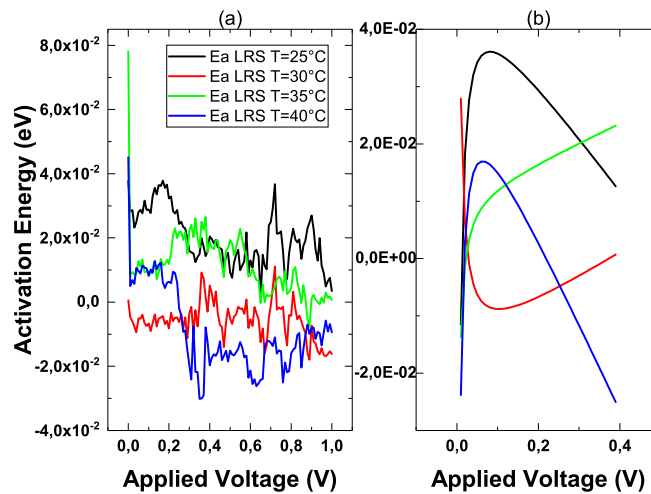 (a)
(b)
8,0x10⁻²
6,0x10⁻²
4,0x10⁻²
2,0x10⁻²
0,0
-2,0x10⁻²
-4,0x10⁻²
Activation Energy (eV)
Ea LRS T=25°C
Ea LRS T=30°C
Ea LRS T=35°C
Ea LRS T=40°C
0,0 0,2 0,4 0,6 0,8 1,0
Applied Voltage (V)
4,0E-02
2,0E-02
0,0E+00
-2,0E-02
0,0 0,2 0,4
Applied Voltage (V)